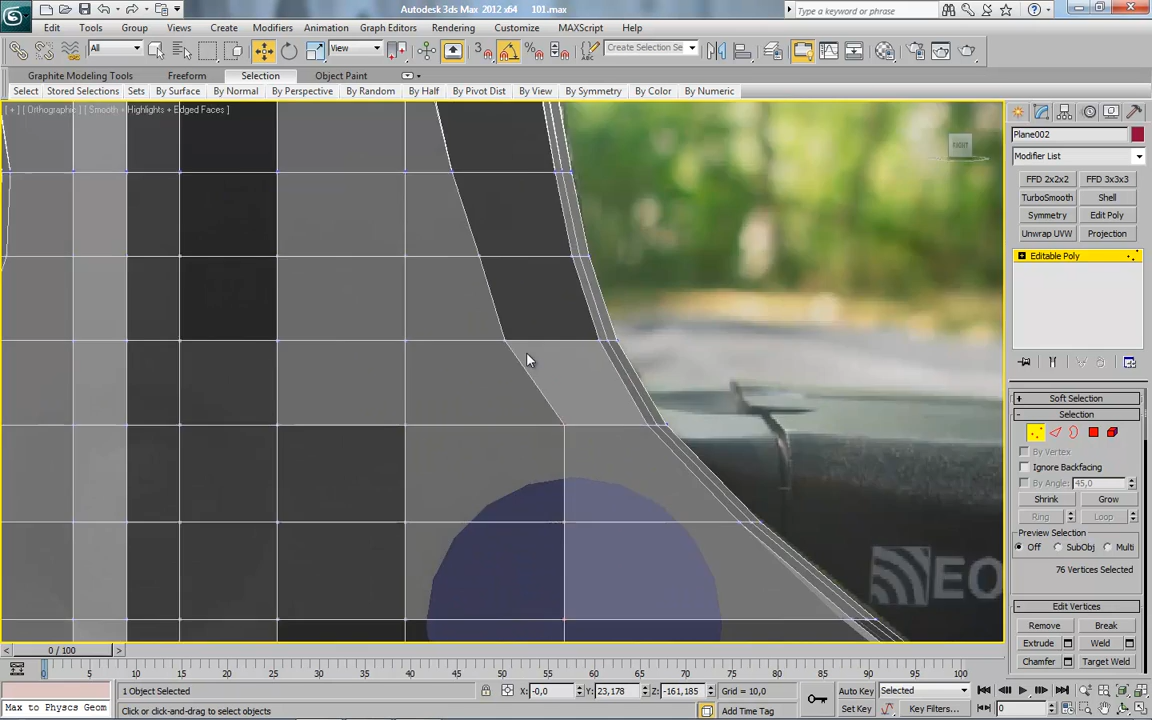 Autodesk 3ds Max 2012 x64    101.max
Type a keyword or phrase
Edit Tools Group Views Create Modifiers Animation Graph Editors Rendering Customize MAXScript Help
All View 3 Create Selection Se
Graphite Modeling Tools Freeform Selection Object Paint
Select Stored Selections Sets By Surface By Normal By Perspective By Random By Half By Pivot Dist By View By Symmetry By Color By Numeric
[ + ] [ Orthographic ] [ Smooth + Highlights + Edged Faces ]
RIGHT
Plane002
Modifier List
FFD 2x2x2 FFD 3x3x3
TurboSmooth Shell
Symmetry Edit Poly
Unwrap UVW Projection
Editable Poly
+ Soft Selection
- Selection
By Vertex
Ignore Backfacing
By Angle: 45,0
Shrink Grow
Ring Loop
Preview Selection
Off SubObj Multi
76 Vertices Selected
EO
- Edit Vertices
Remove Break
Extrude Weld
Chamfer Target Weld
< 0 / 100 >
0 5 10 15 20 25 30 35 40 45 50 55 60 65 70 75 80 85 90 95 100
1 Object Selected X: -0,0 Y: 23,178 Z: -161,185 Grid = 10,0 Auto Key Selected
Max to Physcs Geom Click or click-and-drag to select objects Add Time Tag Set Key Key Filters... 0